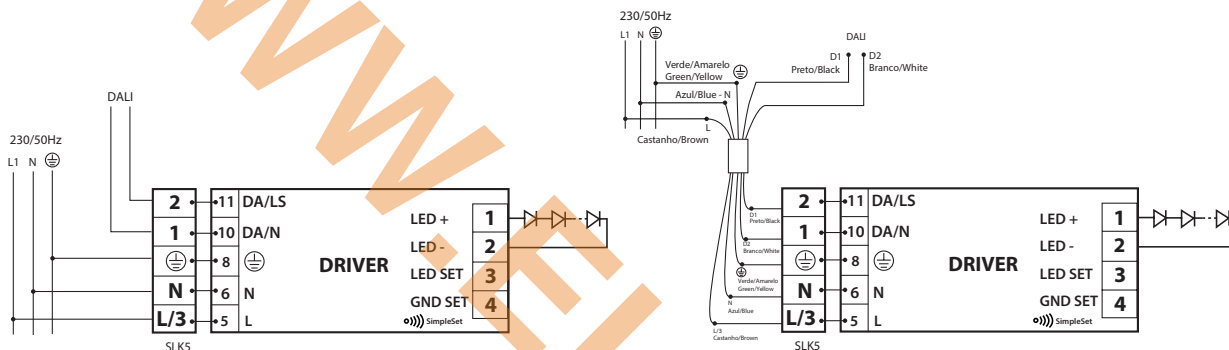 DALI
230/50Hz
L1 N
2 11 DA/LS
1 10 DA/N
8
N 6 N
L/3 5 L
SLK5
DRIVER
LED + 1
LED - 2
LED SET 3
GND SET 4
SimpleSet
230/50Hz
L1 N
Verde/Amarelo
Green/Yellow
Azul/Blue - N
L
Castanho/Brown
DALI
D1
Preto/Black
D2
Branco/White
D1
Preto/Black
D2
Branco/White
Verde/Amarelo
Green/Yellow
N
Azul/Blue
L/3
Castanho/Brown
2 11 DA/LS
1 10 DA/N
8
N 6 N
L/3 5 L
SLK5
DRIVER
LED + 1
LED - 2
LED SET 3
GND SET 4
SimpleSet
WW.El